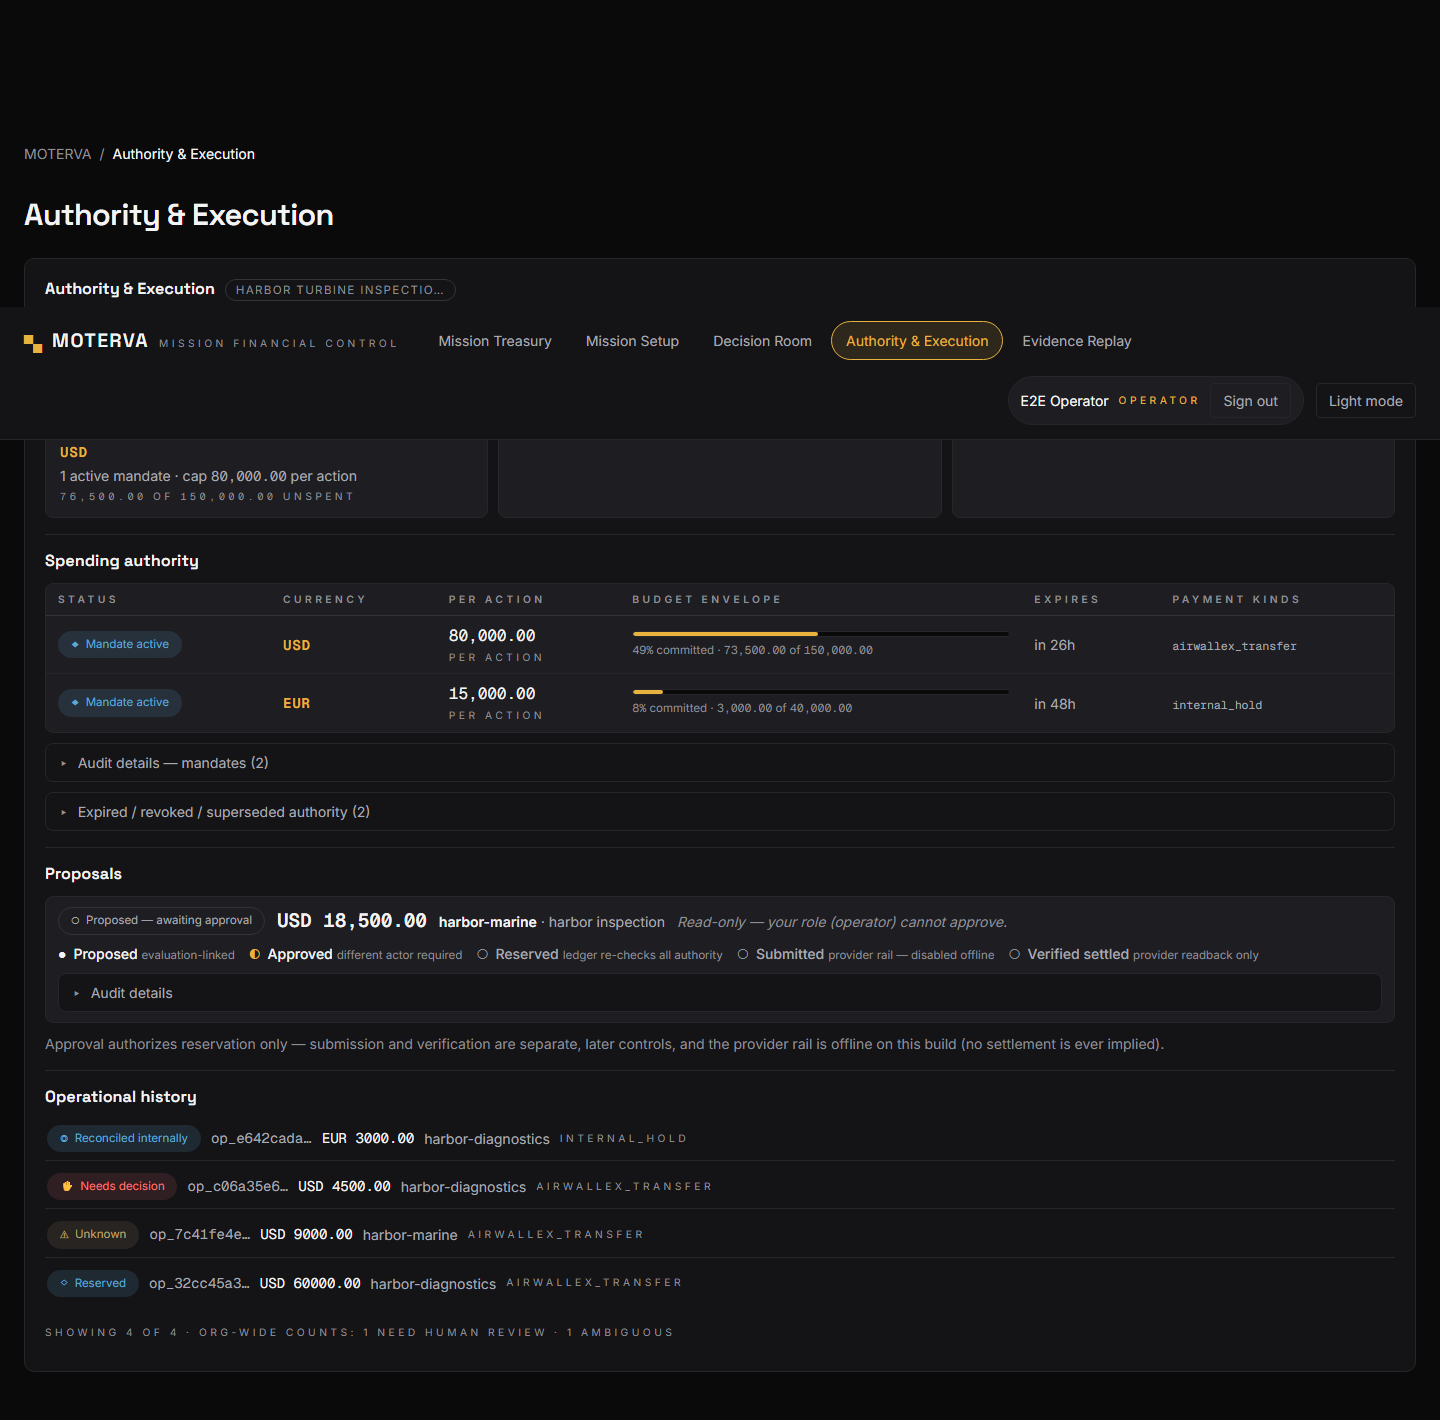 MOTERVA / Authority & Execution
Authority & Execution
Authority & Execution HARBOR TURBINE INSPECTIO…
MOTERVA MISSION FINANCIAL CONTROL Mission Treasury Mission Setup Decision Room Authority & Execution Evidence Replay
E2E Operator OPERATOR Sign out Light mode
USD
1 active mandate · cap 80,000.00 per action
76,500.00 OF 150,000.00 UNSPENT
Spending authority
STATUS CURRENCY PER ACTION BUDGET ENVELOPE EXPIRES PAYMENT KINDS
Mandate active USD 80,000.00 PER ACTION 49% committed · 73,500.00 of 150,000.00 in 26h airwallex_transfer
Mandate active EUR 15,000.00 PER ACTION 8% committed · 3,000.00 of 40,000.00 in 48h internal_hold
Audit details — mandates (2)
Expired / revoked / superseded authority (2)
Proposals
Proposed — awaiting approval USD 18,500.00 harbor-marine · harbor inspection Read-only — your role (operator) cannot approve.
Proposed evaluation-linked Approved different actor required Reserved ledger re-checks all authority Submitted provider rail — disabled offline Verified settled provider readback only
Audit details
Approval authorizes reservation only — submission and verification are separate, later controls, and the provider rail is offline on this build (no settlement is ever implied).
Operational history
Reconciled internally op_e642cada… EUR 3000.00 harbor-diagnostics INTERNAL_HOLD
Needs decision op_c06a35e6… USD 4500.00 harbor-diagnostics AIRWALLEX_TRANSFER
Unknown op_7c41fe4e… USD 9000.00 harbor-marine AIRWALLEX_TRANSFER
Reserved op_32cc45a3… USD 60000.00 harbor-diagnostics AIRWALLEX_TRANSFER
SHOWING 4 OF 4 · ORG-WIDE COUNTS: 1 NEED HUMAN REVIEW · 1 AMBIGUOUS